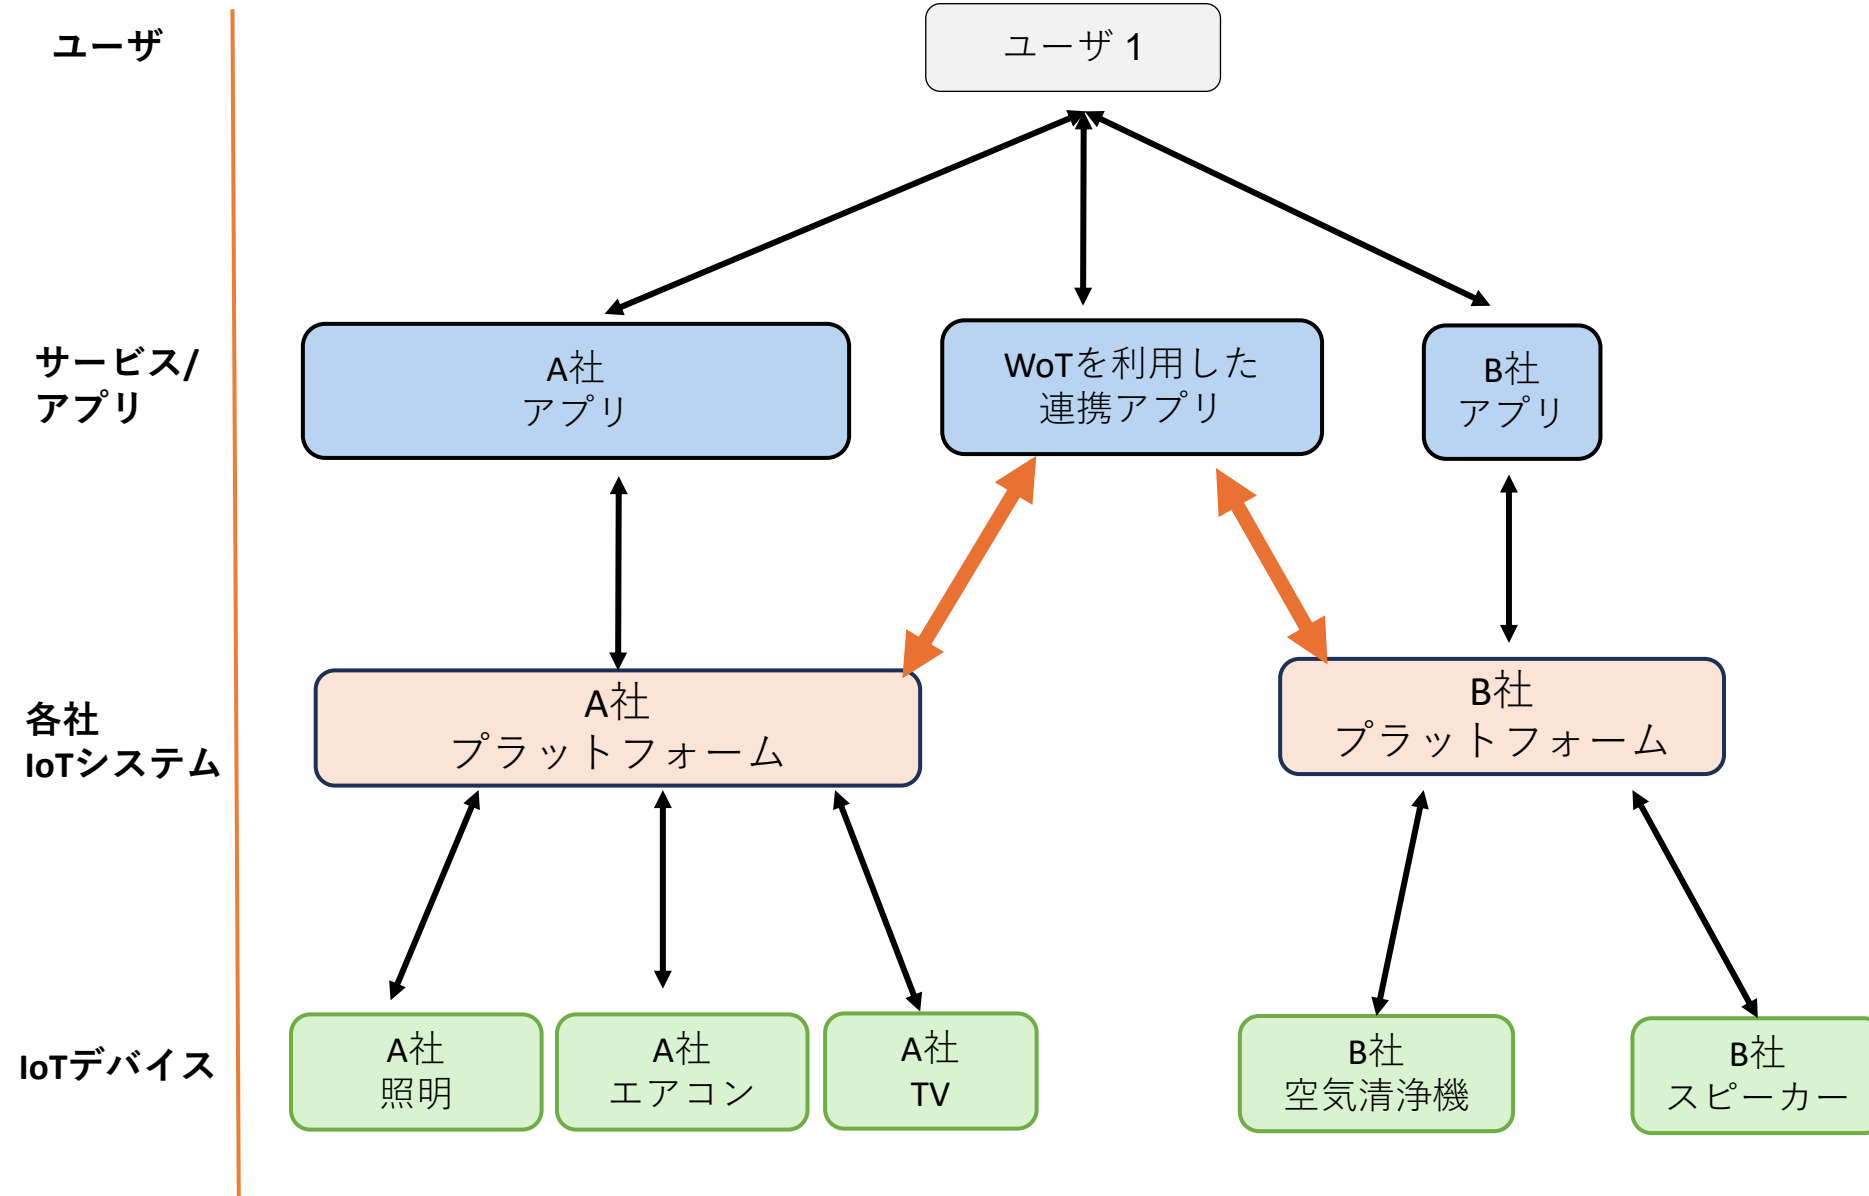 ユーザ
ユーザ 1
サービス/
アプリ
A社
アプリ
WoTを利用した
連携アプリ
B社
アプリ
各社
IoTシステム
A社
プラットフォーム
B社
プラットフォーム
IoTデバイス
A社
照明
A社
エアコン
A社
TV
B社
空気清浄機
B社
スピーカー